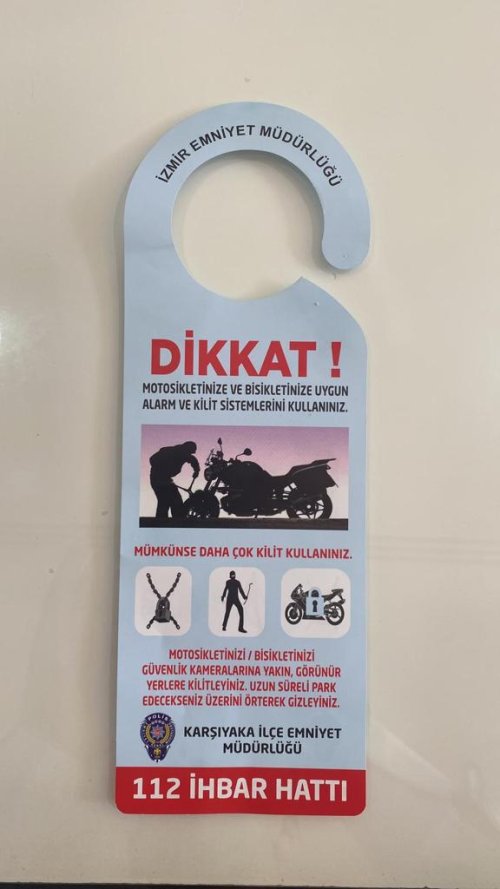 İZMİR EMNİYET MÜDÜRLÜĞÜ
DİKKAT !
MOTOSİKLETİNİZE VE BİSİKLETİNİZE UYGUN
ALARM VE KİLİT SİSTEMLERİNİ KULLANINIZ.
MÜMKÜNSE DAHA ÇOK KİLİT KULLANINIZ.
MOTOSİKLETİNİZİ / BİSİKLETİNİZİ
GÜVENLİK KAMERALARINA YAKIN, GÖRÜNÜR
YERLERE KİLİTLEYİNİZ. UZUN SÜRELİ PARK
EDECEKSENİZ ÜZERİNİ ÖRTEREK GİZLEYİNİZ.
POLİS
KARŞIYAKA İLÇE EMNİYET
MÜDÜRLÜĞÜ
112 İHBAR HATTI